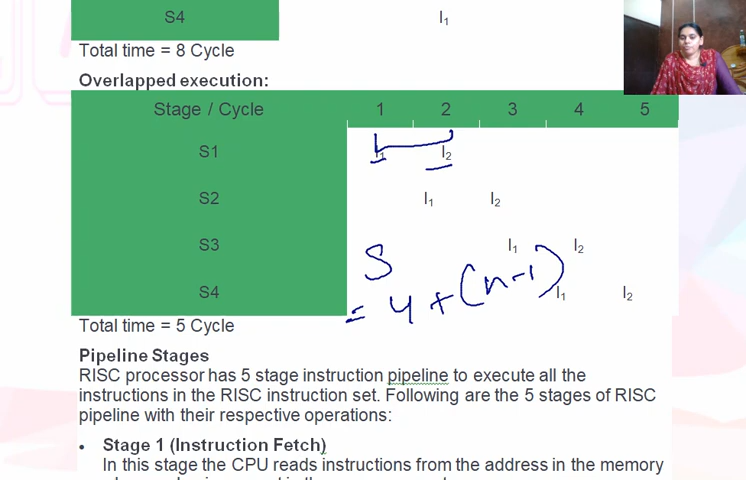 S4 I₁
Total time = 8 Cycle
Overlapped execution:
Stage / Cycle 1 2 3 4 5
S1 I₁ I₂
S2 I₁ I₂
S3 I₁ I₂
S
S4 I₁ I₂
= 4 + (n-1)
Total time = 5 Cycle
Pipeline Stages
RISC processor has 5 stage instruction pipeline to execute all the
instructions in the RISC instruction set. Following are the 5 stages of RISC
pipeline with their respective operations:
• Stage 1 (Instruction Fetch)
In this stage the CPU reads instructions from the address in the memory